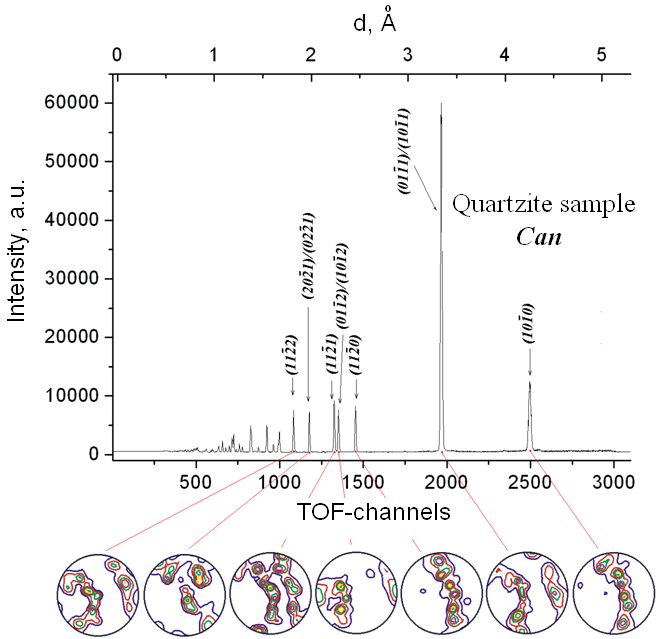 d, Å
0 1 2 3 4 5
60000
50000
40000
30000
20000
10000
0
Intensity, a.u.
(112̄2)
(202̄1)/(022̄1)
(112̄1)
(011̄2)/(101̄2)
(112̄0)
(011̄1)/(101̄1)
Quartzite sample
Can
(101̄0)
500 1000 1500 2000 2500 3000
TOF-channels